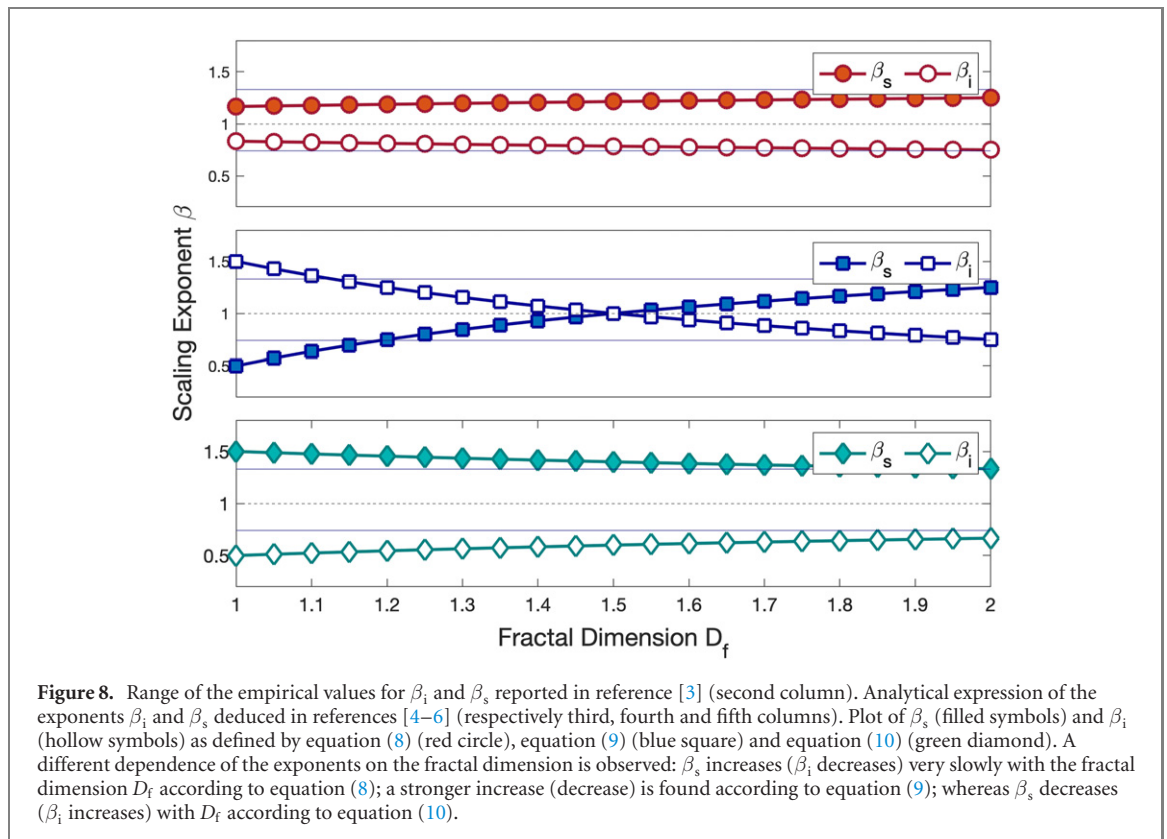 1.5
1
0.5
β_s β_i
1.5
1
0.5
β_s β_i
1.5
1
0.5
β_s β_i
Scaling Exponent β
1 1.1 1.2 1.3 1.4 1.5 1.6 1.7 1.8 1.9 2
Fractal Dimension D_f
Figure 8. Range of the empirical values for β_i and β_s reported in reference [3] (second column). Analytical expression of the
exponents β_i and β_s deduced in references [4–6] (respectively third, fourth and fifth columns). Plot of β_s (filled symbols) and β_i
(hollow symbols) as defined by equation (8) (red circle), equation (9) (blue square) and equation (10) (green diamond). A
different dependence of the exponents on the fractal dimension is observed: β_s increases (β_i decreases) very slowly with the fractal
dimension D_f according to equation (8); a stronger increase (decrease) is found according to equation (9); whereas β_s decreases
(β_i increases) with D_f according to equation (10).